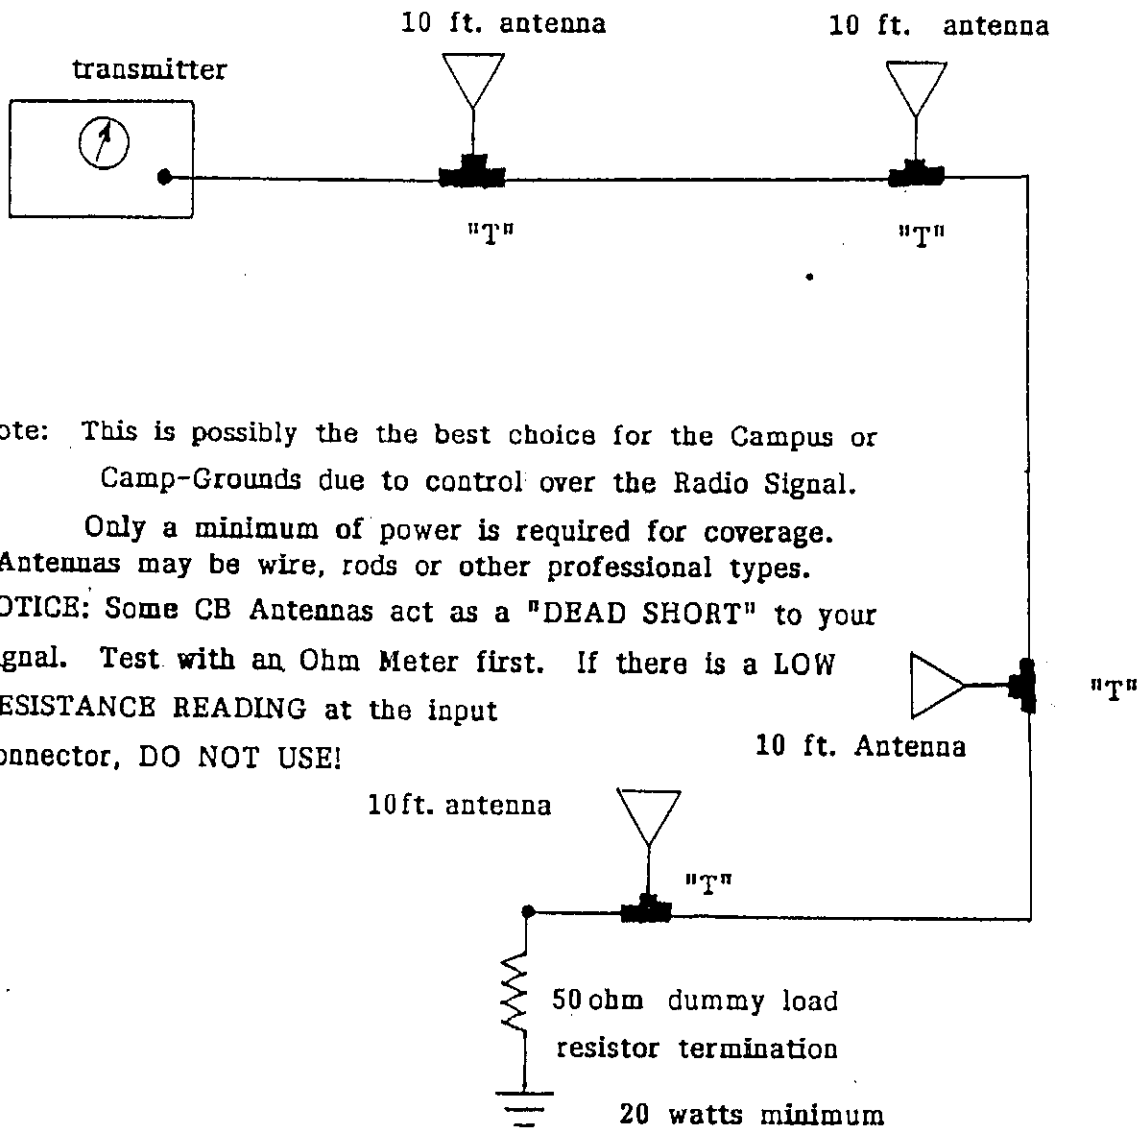 10 ft. antenna
10 ft. antenna
transmitter
"T"
"T"
ote: This is possibly the the best choice for the Campus or
Camp-Grounds due to control over the Radio Signal.
Only a minimum of power is required for coverage.
Antennas may be wire, rods or other professional types.
OTICE: Some CB Antennas act as a "DEAD SHORT" to your
gnal. Test with an Ohm Meter first. If there is a LOW
ESISTANCE READING at the input
onnector, DO NOT USE!
"T"
10 ft. Antenna
10ft. antenna
"T"
50 ohm dummy load
resistor termination
20 watts minimum